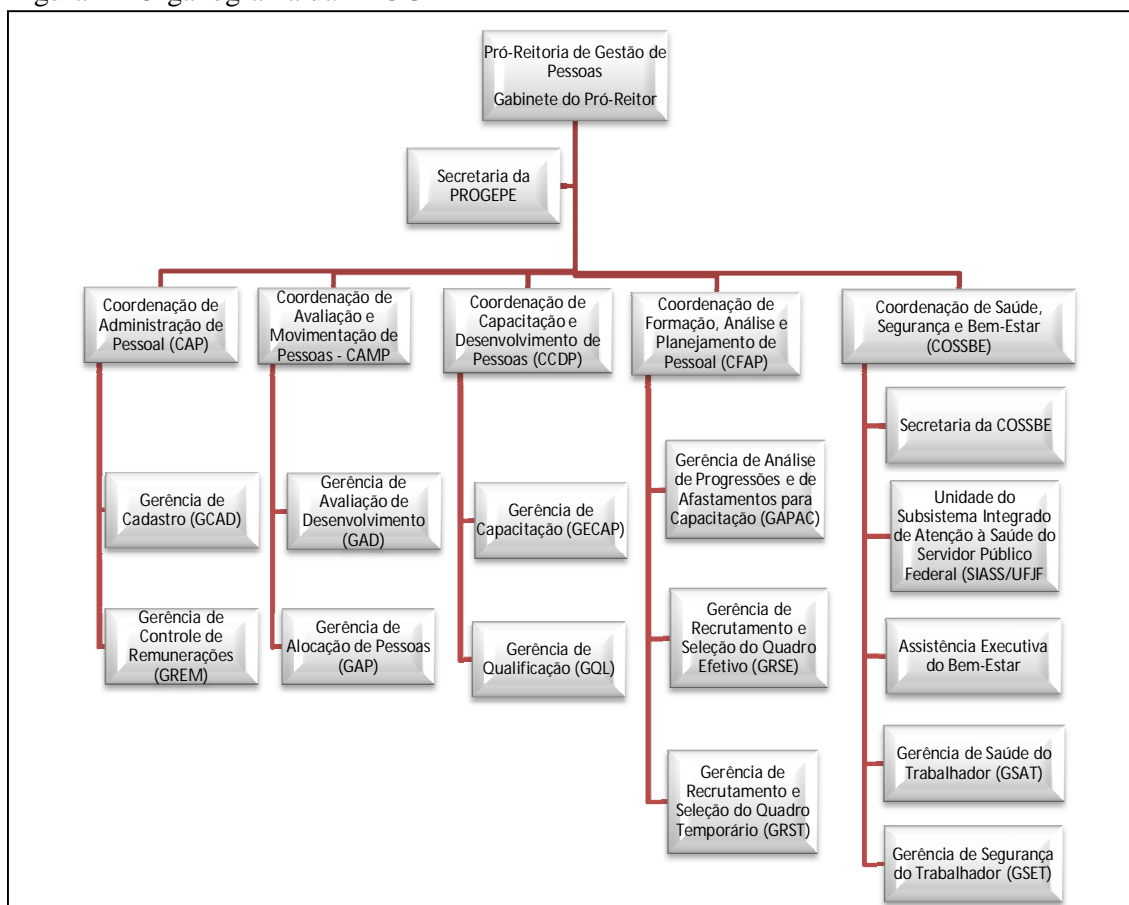 Pró-Reitoria de Gestão de
Pessoas
Gabinete do Pró-Reitor
Secretaria da
PROGEPE
Coordenação de
Administração de
Pessoal (CAP)
Coordenação de
Avaliação e
Movimentação de
Pessoas - CAMP
Coordenação de
Capacitação e
Desenvolvimento de
Pessoas (CCDP)
Coordenação de
Formação, Análise e
Planejamento de
Pessoal (CFAP)
Coordenação de Saúde,
Segurança e Bem-Estar
(COSSBE)
Gerência de
Cadastro (GCAD)
Gerência de
Controle de
Remunerações
(GREM)
Gerência de
Avaliação de
Desenvolvimento
(GAD)
Gerência de
Alocação de Pessoas
(GAP)
Gerência de
Capacitação (GECAP)
Gerência de
Qualificação (GQL)
Gerência de Análise
de Progressões e de
Afastamentos para
Capacitação (GAPAC)
Gerência de
Recrutamento e
Seleção do Quadro
Efetivo (GRSE)
Gerência de
Recrutamento e
Seleção do Quadro
Temporário (GRST)
Secretaria da COSSBE
Unidade do
Subsistema Integrado
de Atenção à Saúde do
Servidor Público
Federal (SIASS/UFJF
Assistência Executiva
do Bem-Estar
Gerência de Saúde do
Trabalhador (GSAT)
Gerência de Segurança
do Trabalhador (GSET)